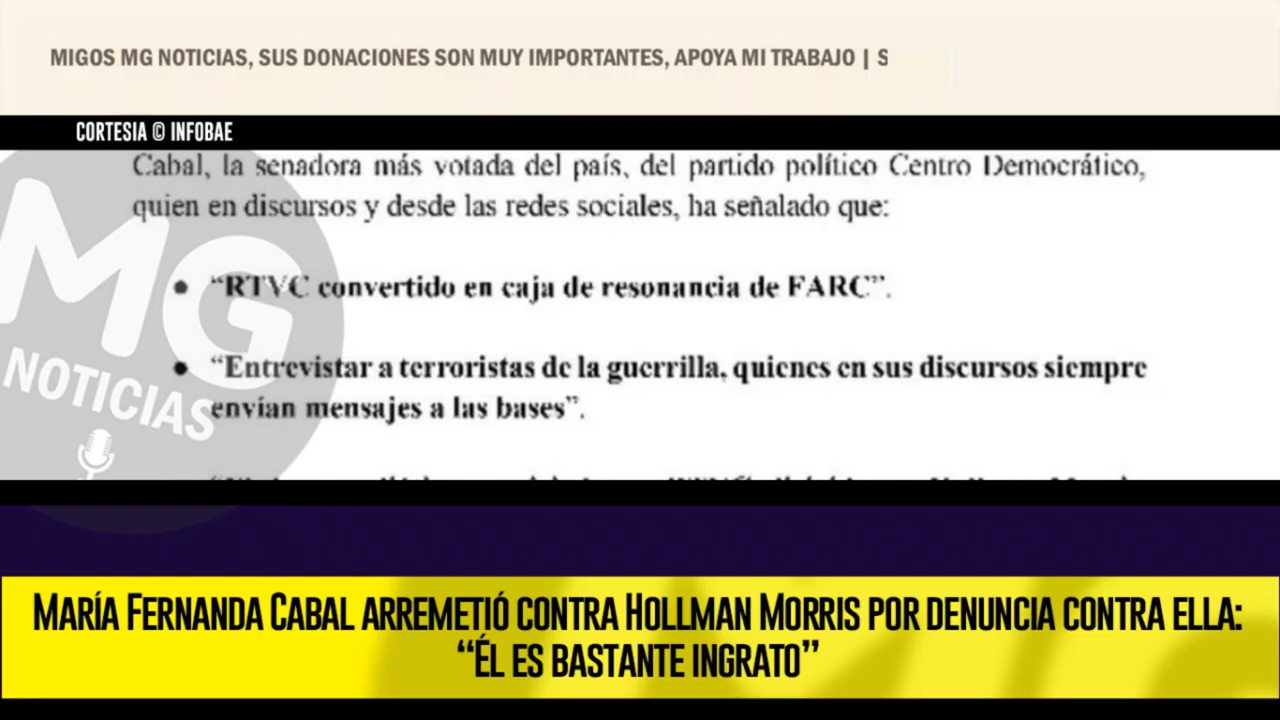 MIGOS MG NOTICIAS, SUS DONACIONES SON MUY IMPORTANTES, APOYA MI TRABAJO | S
CORTESIA © INFOBAE
Cabal, la senadora más votada del país, del partido político Centro Democrático,
quien en discursos y desde las redes sociales, ha señalado que:
• “RTVC convertido en caja de resonancia de FARC”.
• “Entrevistar a terroristas de la guerrilla, quienes en sus discursos siempre
envían mensajes a las bases”.
MG
NOTICIAS
MARÍA FERNANDA CABAL ARREMETIÓ CONTRA HOLLMAN MORRIS POR DENUNCIA CONTRA ELLA:
“ÉL ES BASTANTE INGRATO”